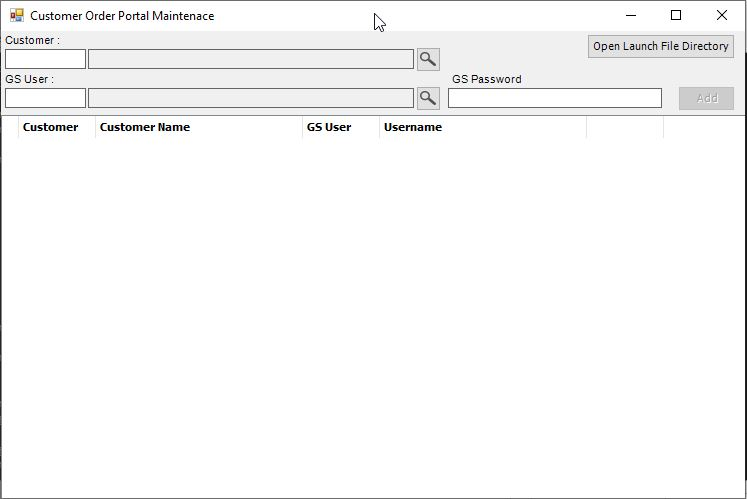 Customer Order Portal Maintenace
Customer :
Open Launch File Directory
GS User :
GS Password
Add
Customer Customer Name GS User Username